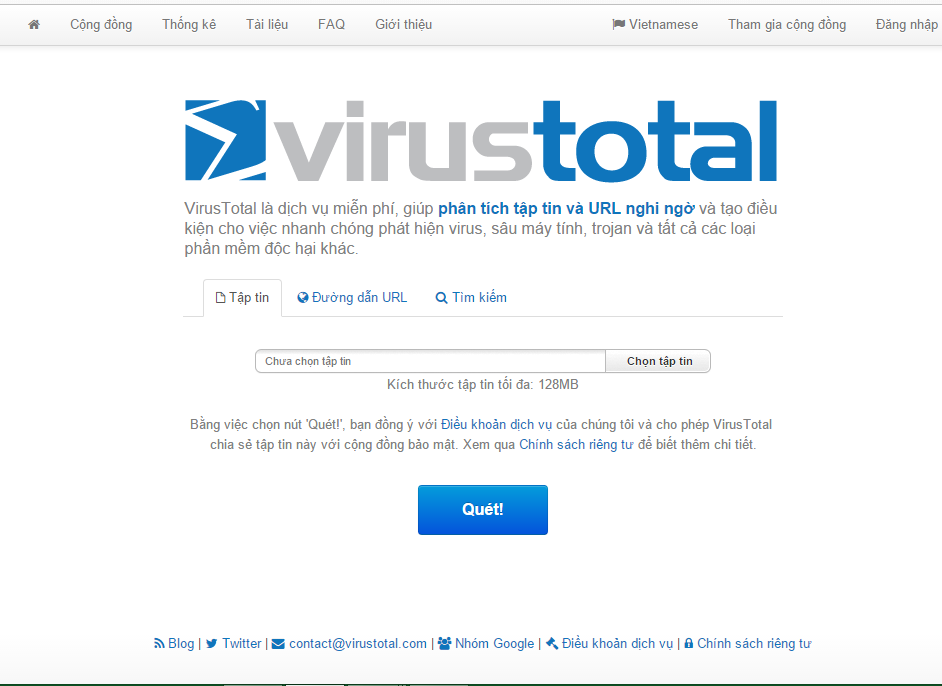 Cộng đồng Thống kê Tài liệu FAQ Giới thiệu Vietnamese Tham gia cộng đồng Đăng nhập
virustotal
VirusTotal là dịch vụ miễn phí, giúp phân tích tập tin và URL nghi ngờ và tạo điều
kiện cho việc nhanh chóng phát hiện virus, sâu máy tính, trojan và tất cả các loại
phần mềm độc hại khác.
Tập tin Đường dẫn URL Tìm kiếm
Chưa chọn tập tin Chọn tập tin
Kích thước tập tin tối đa: 128MB
Bằng việc chọn nút 'Quét!', bạn đồng ý với Điều khoản dịch vụ của chúng tôi và cho phép VirusTotal
chia sẻ tập tin này với cộng đồng bảo mật. Xem qua Chính sách riêng tư để biết thêm chi tiết.
Quét!
Blog | Twitter | contact@virustotal.com | Nhóm Google | Điều khoản dịch vụ | Chính sách riêng tư